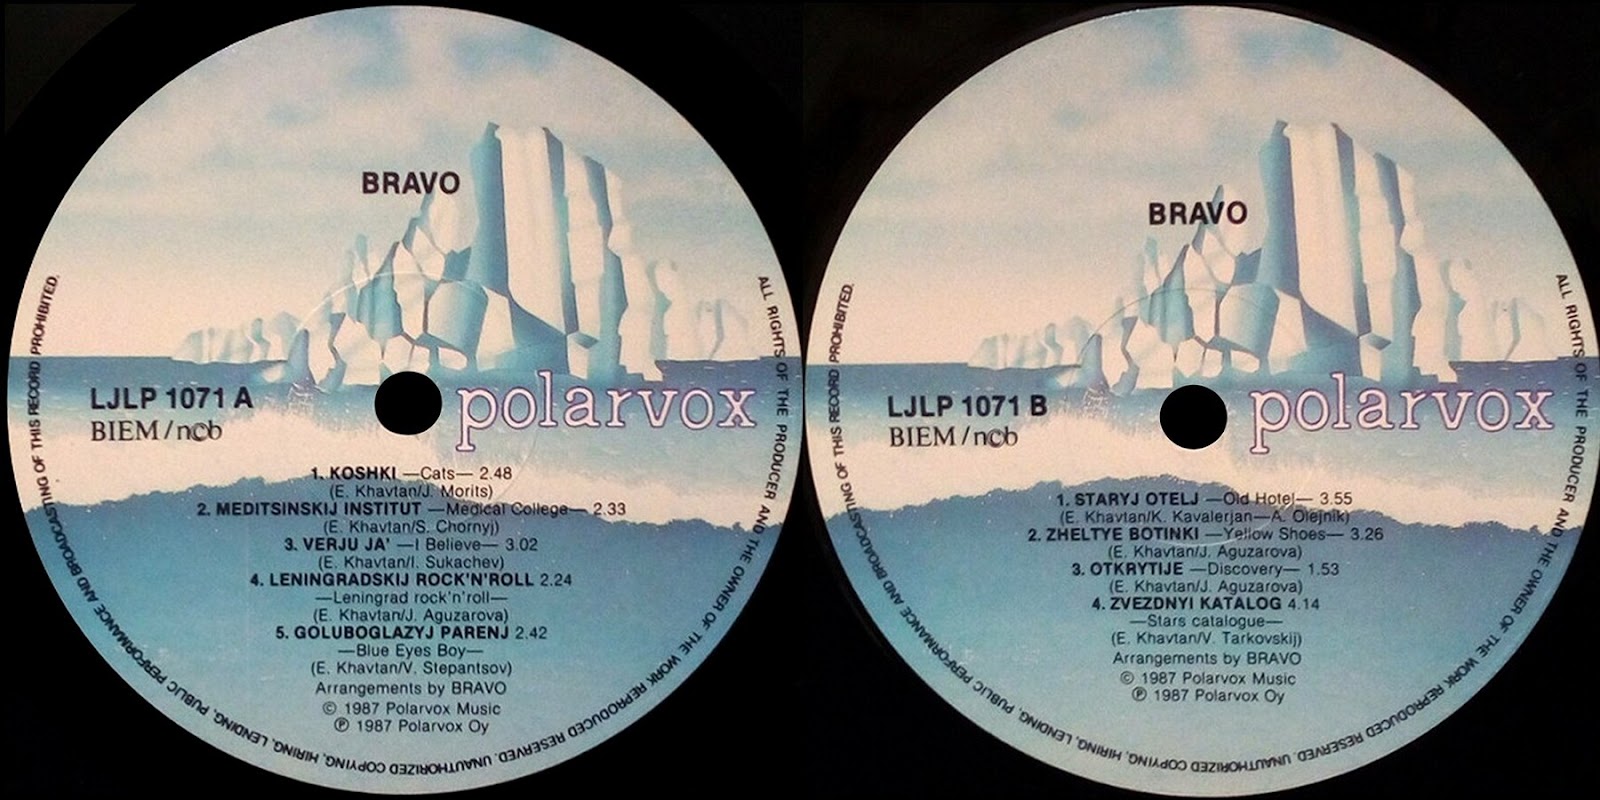 BRAVO
ALL RIGHTS OF THE PRODUCER AND THE OWNER OF THE WORK REPRODUCED RESERVED. UNAUTHORIZED COPYING, HIRING, LENDING, PUBLIC PERFORMANCE AND BROADCASTING OF THIS RECORD PROHIBITED.
LJLP 1071 A
BIEM/ncb
polarvox
1. KOSHKI —Cats— 2.48
(E. Khavtan/J. Morits)
2. MEDITSINSKIJ INSTITUT —Medical College— 2.33
(E. Khavtan/S. Chornyj)
3. VERJU JA' —I Believe— 3.02
(E. Khavtan/I. Sukachev)
4. LENINGRADSKIJ ROCK'N'ROLL 2.24
—Leningrad rock'n'roll—
(E. Khavtan/J. Aguzarova)
5. GOLUBOGLAZYJ PARENJ 2.42
—Blue Eyes Boy—
(E. Khavtan/V. Stepantsov)
Arrangements by BRAVO
© 1987 Polarvox Music
℗ 1987 Polarvox Oy
BRAVO
ALL RIGHTS OF THE PRODUCER AND THE OWNER OF THE WORK REPRODUCED RESERVED. UNAUTHORIZED COPYING, HIRING, LENDING, PUBLIC PERFORMANCE AND BROADCASTING OF THIS RECORD PROHIBITED.
LJLP 1071 B
BIEM/ncb
polarvox
1. STARYJ OTELJ —Old Hotel— 3.55
(E. Khavtan/K. Kavalerjan—A. Olejnik)
2. ZHELTYE BOTINKI —Yellow Shoes— 3.26
(E. Khavtan/J. Aguzarova)
3. OTKRYTIJE —Discovery— 1.53
(E. Khavtan/J. Aguzarova)
4. ZVEZDNYI KATALOG 4.14
—Stars catalogue—
(E. Khavtan/V. Tarkovskij)
Arrangements by BRAVO
© 1987 Polarvox Music
℗ 1987 Polarvox Oy